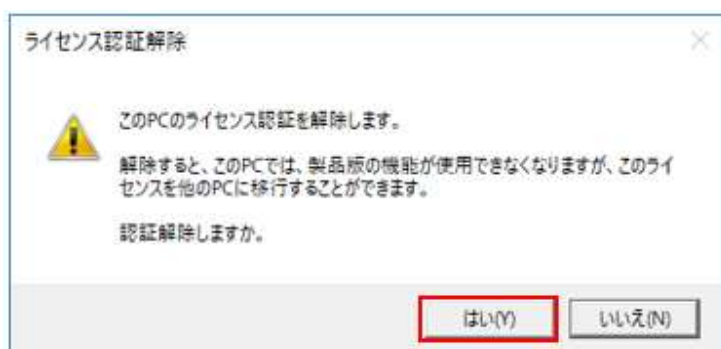 ライセンス認証解除
このPCのライセンス認証を解除します。
解除すると、このPCでは、製品版の機能が使用できなくなりますが、このライ
センスを他のPCに移行することができます。
認証解除しますか。
はい(Y)
いいえ(N)